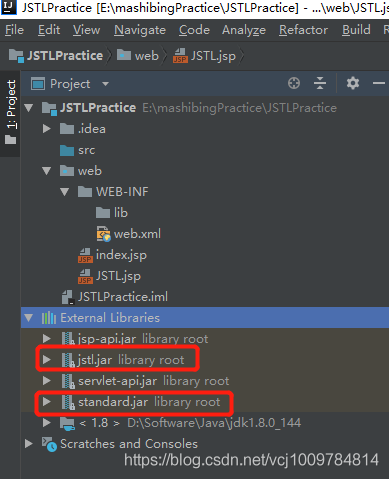 JSTLPractice [E:\mashibingPractice\JSTLPractice] - ...\web\JSTL.js
File Edit View Navigate Code Analyze Refactor Build R
JSTLPractice web JSTL.jsp
1: Project
Project
JSTLPractice E:\mashibingPractice\JSTLPractice
.idea
src
web
WEB-INF
lib
web.xml
index.jsp
JSTL.jsp
JSTLPractice.iml
External Libraries
jsp-api.jar library root
jstl.jar library root
servlet-api.jar library root
standard.jar library root
< 1.8 > D:\Software\Java\jdk1.8.0_144
Scratches and Consoles
https://blog.csdn.net/vcj1009784814